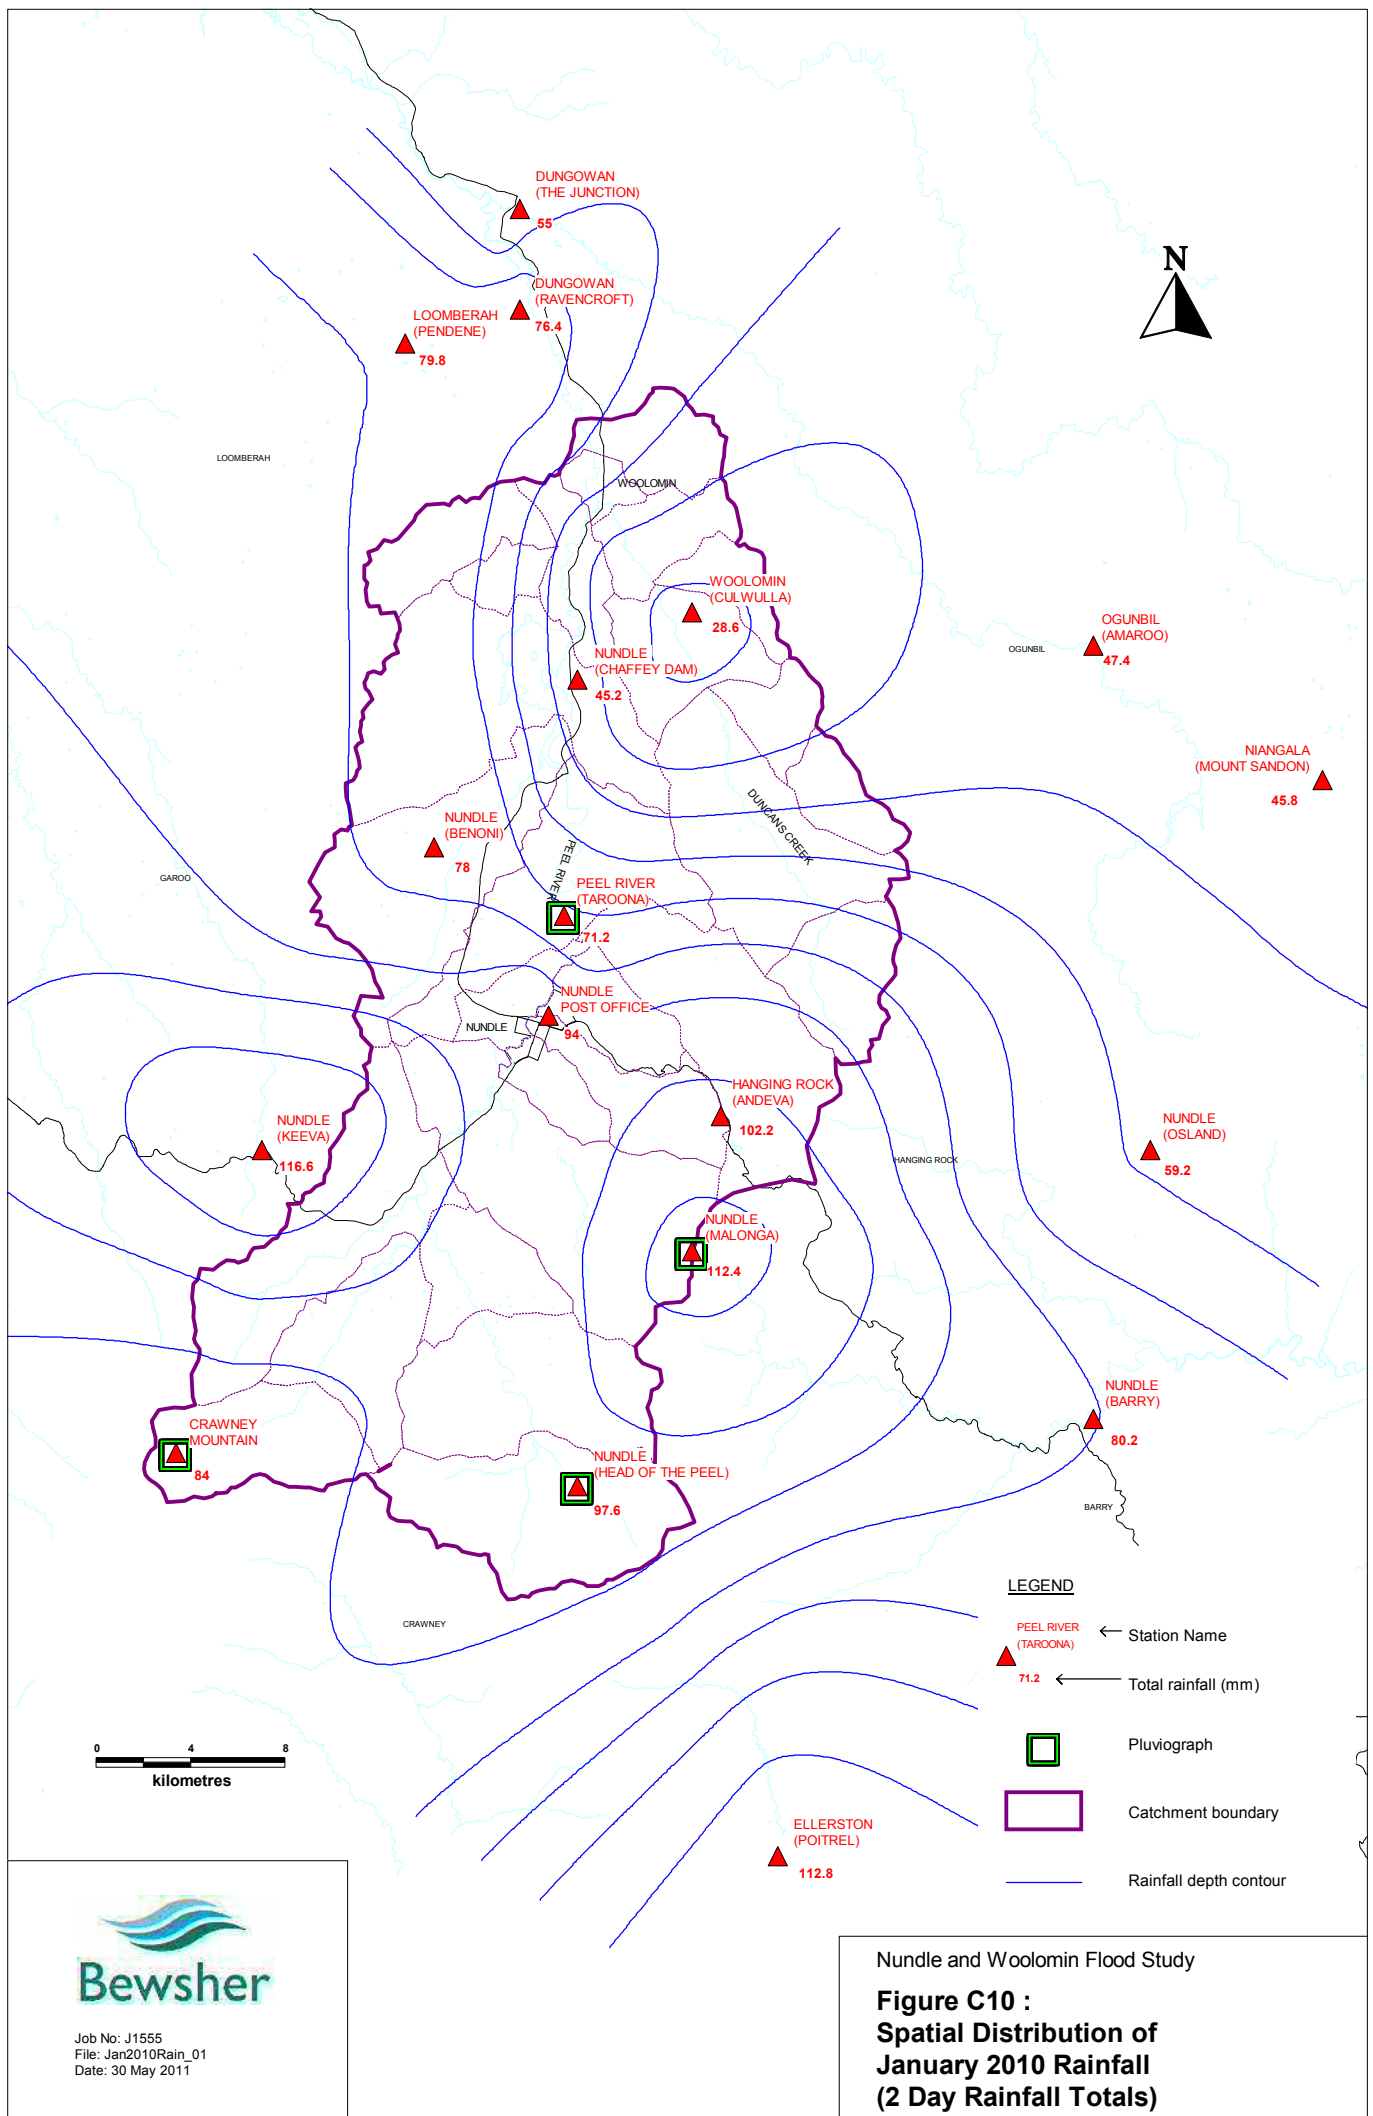 DUNGOWAN
(THE JUNCTION)
55
N
DUNGOWAN
(RAVENCROFT)
76.4
LOOMBERAH
(PENDENE)
79.8
LOOMBERAH
WOOLOMIN
WOOLOMIN
(CULWULLA)
28.6
OGUNBIL
(AMAROO)
47.4
OGUNBIL
NUNDLE
(CHAFFEY DAM)
45.2
NIANGALA
(MOUNT SANDON)
45.8
DUNCANS CREEK
NUNDLE
(BENONI)
78
PEEL RIVER
GAROO
PEEL RIVER
(TAROONA)
71.2
NUNDLE
POST OFFICE
94
NUNDLE
HANGING ROCK
(ANDEVA)
102.2
NUNDLE
(KEEVA)
116.6
HANGING ROCK
NUNDLE
(OSLAND)
59.2
NUNDLE
(MALONGA)
112.4
NUNDLE
(BARRY)
80.2
CRAWNEY
MOUNTAIN
84
NUNDLE
(HEAD OF THE PEEL)
97.6
BARRY
CRAWNEY
LEGEND
PEEL RIVER
(TAROONA)
71.2
Station Name
Total rainfall (mm)
Pluviograph
Catchment boundary
Rainfall depth contour
0 4 8
kilometres
ELLERSTON
(POITREL)
112.8
Bewsher
Job No: J1555
File: Jan2010Rain_01
Date: 30 May 2011
Nundle and Woolomin Flood Study
Figure C10 :
Spatial Distribution of
January 2010 Rainfall
(2 Day Rainfall Totals)